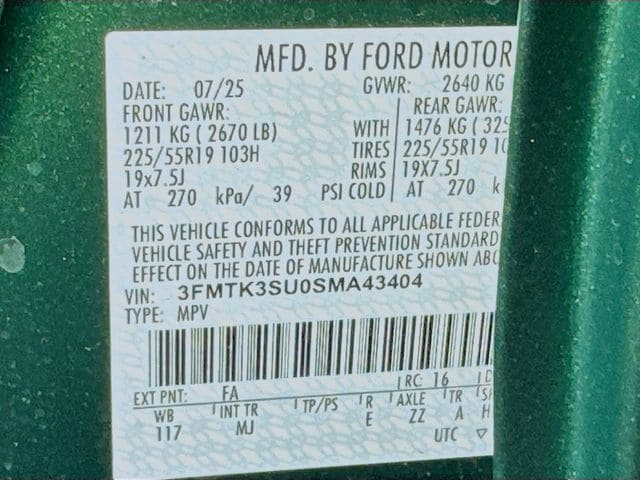 MFD. BY FORD MOTOR
DATE: 07/25 GVWR: 2640 KG
FRONT GAWR: REAR GAWR:
1211 KG ( 2670 LB) WITH 1476 KG ( 325
225/55R19 103H TIRES 225/55R19 10
19x7.5J RIMS 19X7.5J
AT 270 kPa/ 39 PSI COLD AT 270 k
THIS VEHICLE CONFORMS TO ALL APPLICABLE FEDER
VEHICLE SAFETY AND THEFT PREVENTION STANDARD
EFFECT ON THE DATE OF MANUFACTURE SHOWN ABO
VIN: 3FMTK3SU0SMA43404
TYPE: MPV
EXT PNT: FA RC: 16 D
WB INT TR TP/PS R AXLE TR S
117 MJ E ZZ A H
UTC